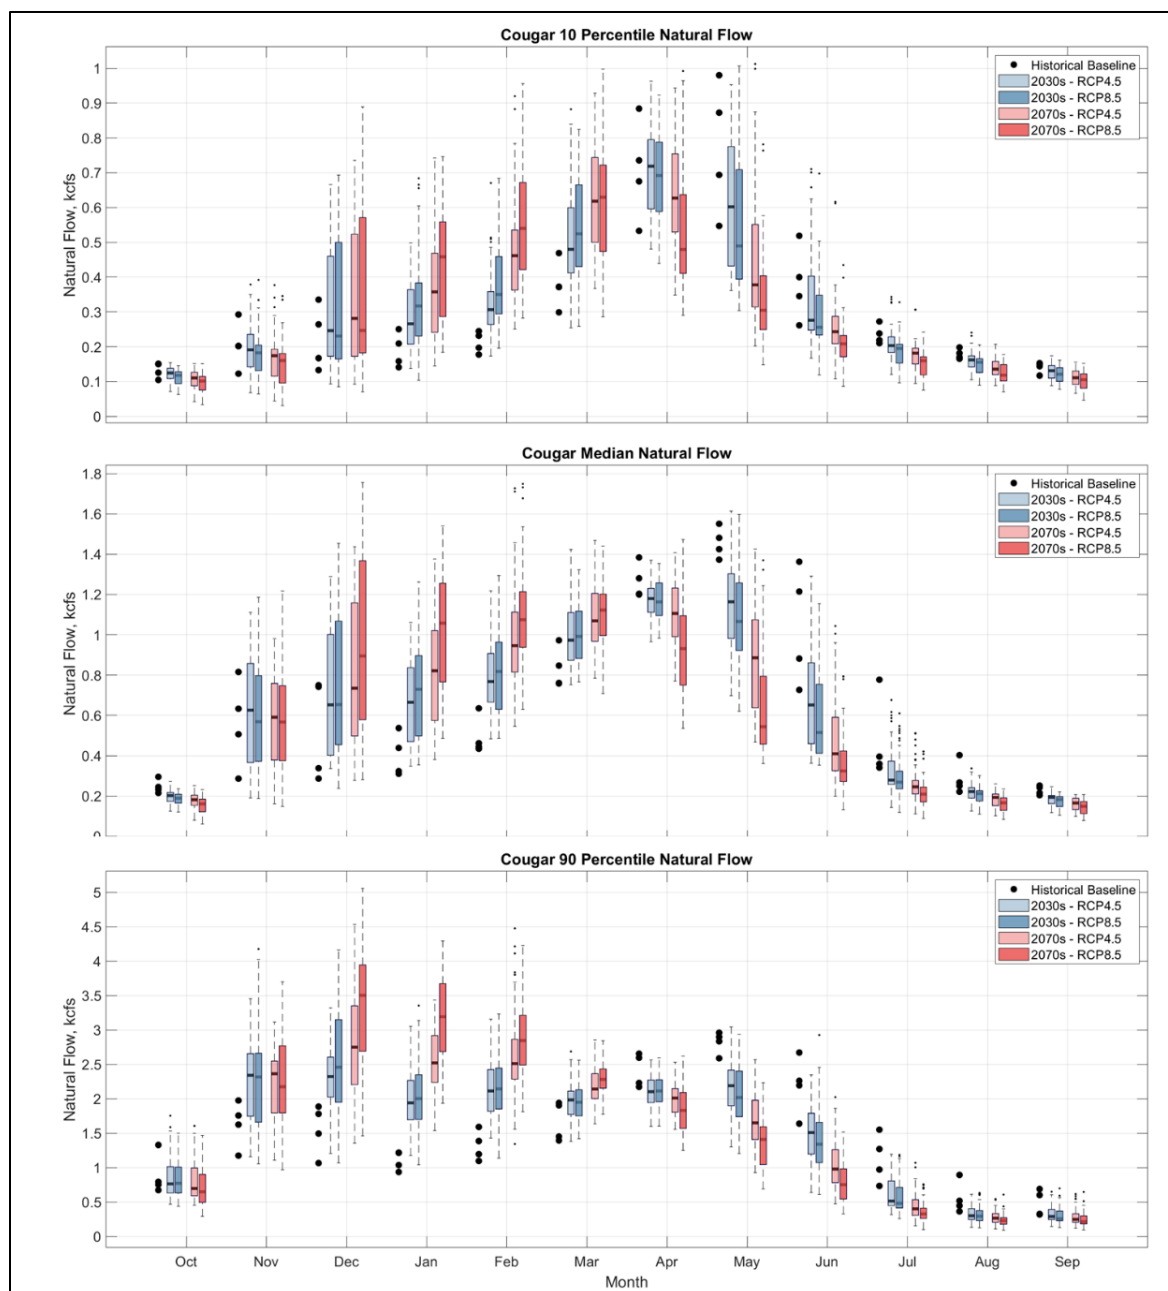 Cougar 10 Percentile Natural Flow
Natural Flow, kcfs
1
0.9
0.8
0.7
0.6
0.5
0.4
0.3
0.2
0.1
0
Historical Baseline
2030s - RCP4.5
2030s - RCP8.5
2070s - RCP4.5
2070s - RCP8.5
Cougar Median Natural Flow
Natural Flow, kcfs
1.8
1.6
1.4
1.2
1
0.8
0.6
0.4
0.2
0
Historical Baseline
2030s - RCP4.5
2030s - RCP8.5
2070s - RCP4.5
2070s - RCP8.5
Cougar 90 Percentile Natural Flow
Natural Flow, kcfs
5
4.5
4
3.5
3
2.5
2
1.5
1
0.5
0
Historical Baseline
2030s - RCP4.5
2030s - RCP8.5
2070s - RCP4.5
2070s - RCP8.5
Oct Nov Dec Jan Feb Mar Apr May Jun Jul Aug Sep
Month